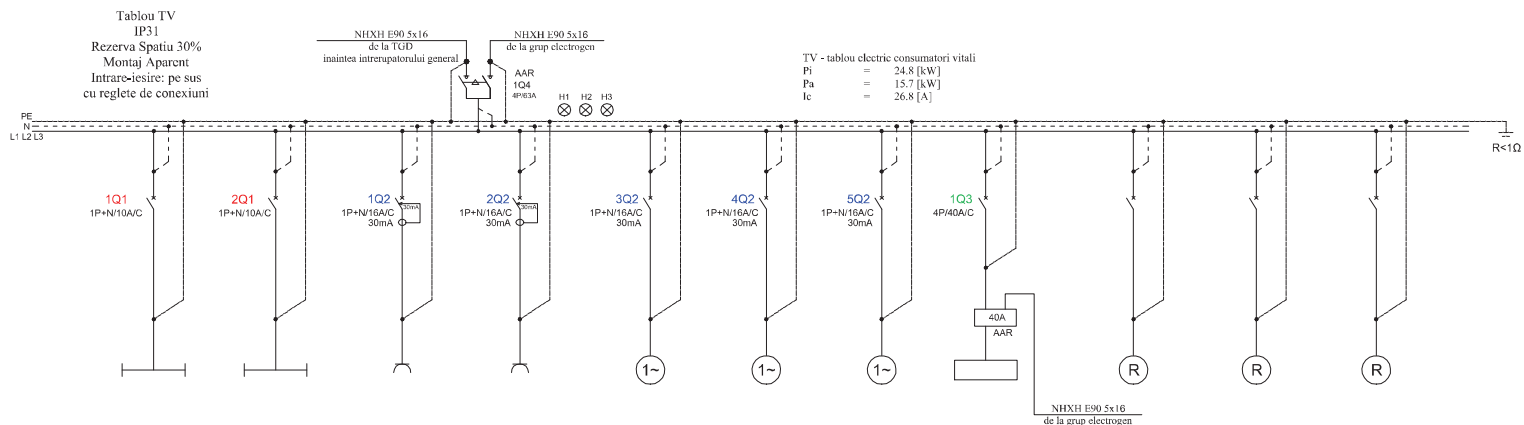 Tablou TV
IP31
Rezerva Spatiu 30%
Montaj Aparent
Intrare-iesire: pe sus
cu reglete de conexiuni
NHXH E90 5x16
de la TGD
inaintea intrerupatorului general
NHXH E90 5x16
de la grup electrogen
AAR
1Q4
4P/63A
H1 H2 H3
TV - tablou electric consumatori vitali
Pi = 24.8 [kW]
Pa = 15.7 [kW]
Ic = 26.8 [A]
PE
N
L1 L2 L3
R<1Ω
1Q1
1P+N/10A/C
2Q1
1P+N/10A/C
1Q2
1P+N/16A/C
30mA
30mA
2Q2
1P+N/16A/C
30mA
30mA
3Q2
1P+N/16A/C
30mA
4Q2
1P+N/16A/C
30mA
5Q2
1P+N/16A/C
30mA
1Q3
4P/40A/C
40A
AAR
1~ 1~ 1~
R R R
NHXH E90 5x16
de la grup electrogen